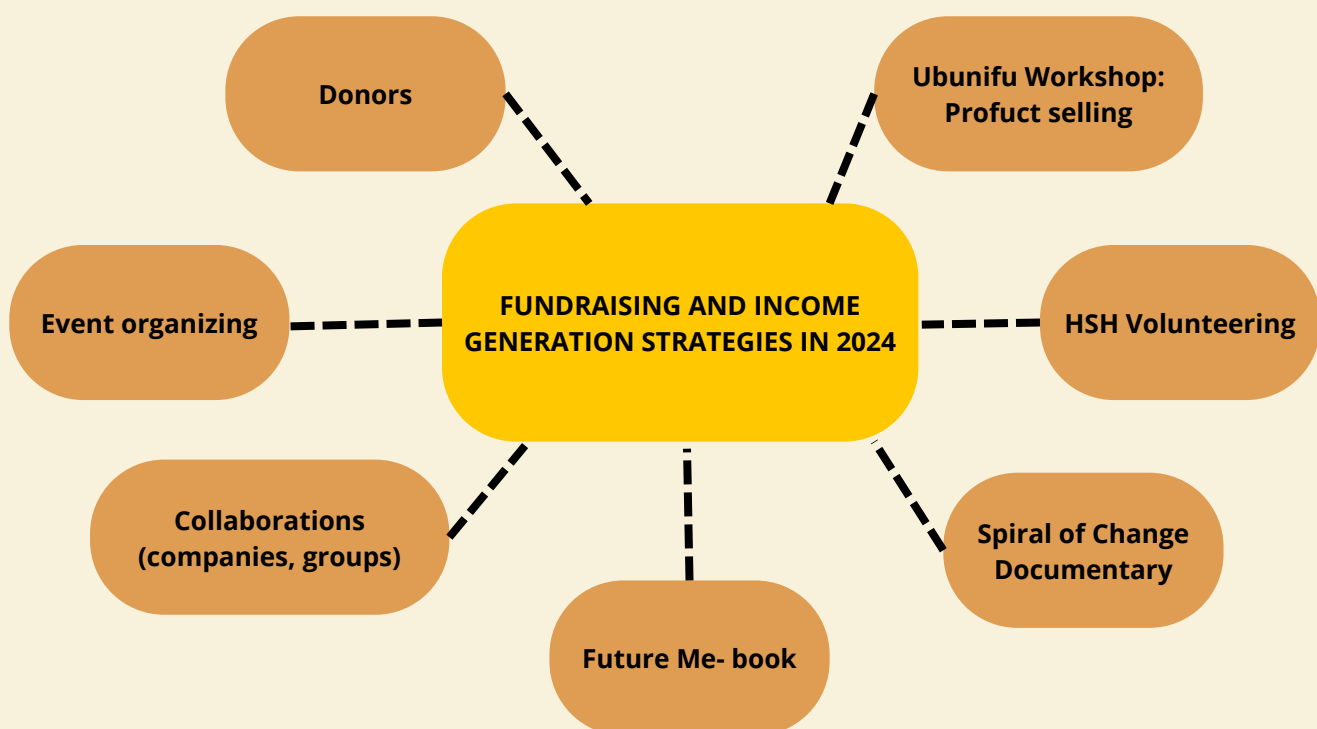 Donors
Ubunifu Workshop:
Profuct selling
FUNDRAISING AND INCOME
GENERATION STRATEGIES IN 2024
Event organizing
HSH Volunteering
Collaborations
(companies, groups)
Spiral of Change
Documentary
Future Me- book